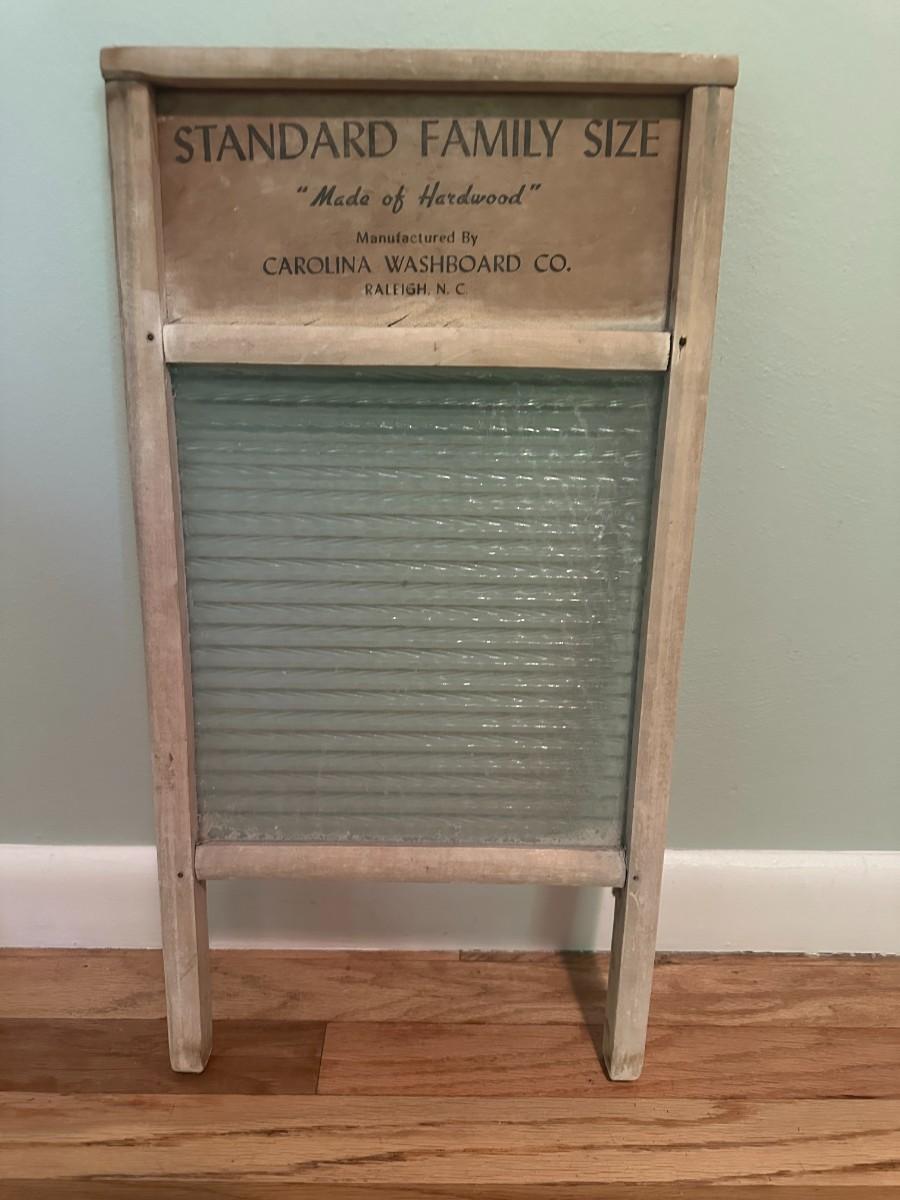 STANDARD FAMILY SIZE
"Made of Hardwood"
Manufactured By
CAROLINA WASHBOARD CO.
RALEIGH, N. C.